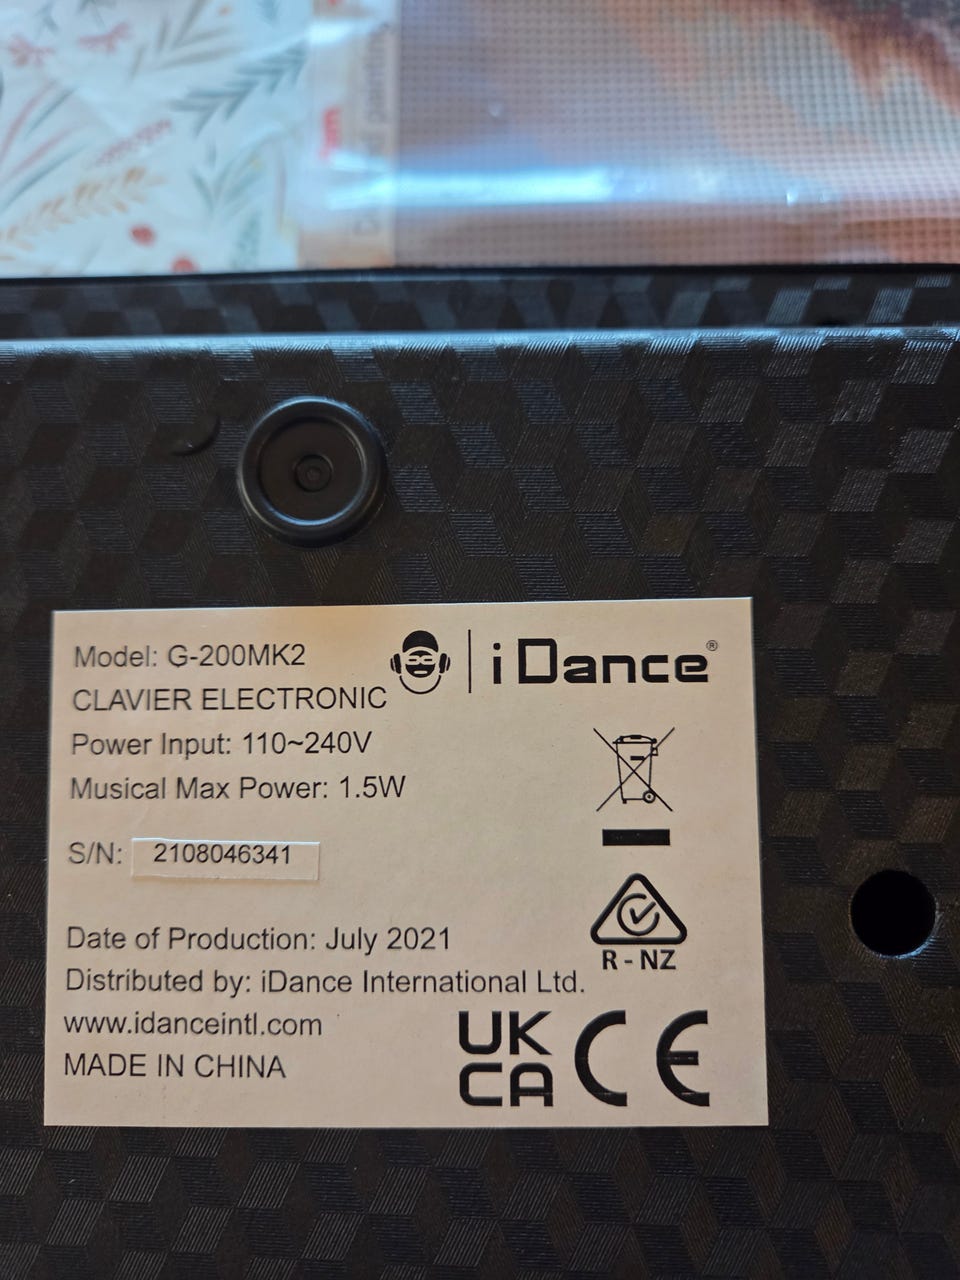 Model: G-200MK2
iDance®
CLAVIER ELECTRONIC
Power Input: 110~240V
Musical Max Power: 1.5W
S/N: 2108046341
Date of Production: July 2021
R-NZ
Distributed by: iDance International Ltd.
www.idanceintl.com
MADE IN CHINA
UK
CA CE